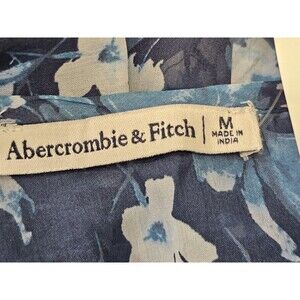 Abercrombie & Fitch
M
MADE IN
INDIA